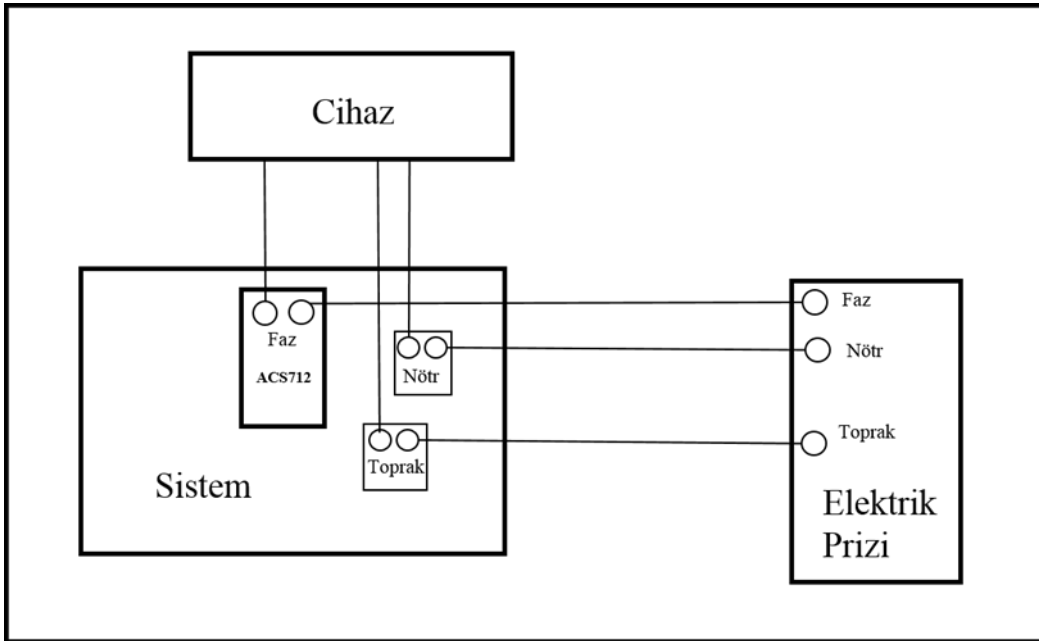 Cihaz
Faz
ACS712
Nötr
Toprak
Sistem
Faz
Nötr
Toprak
Elektrik
Prizi